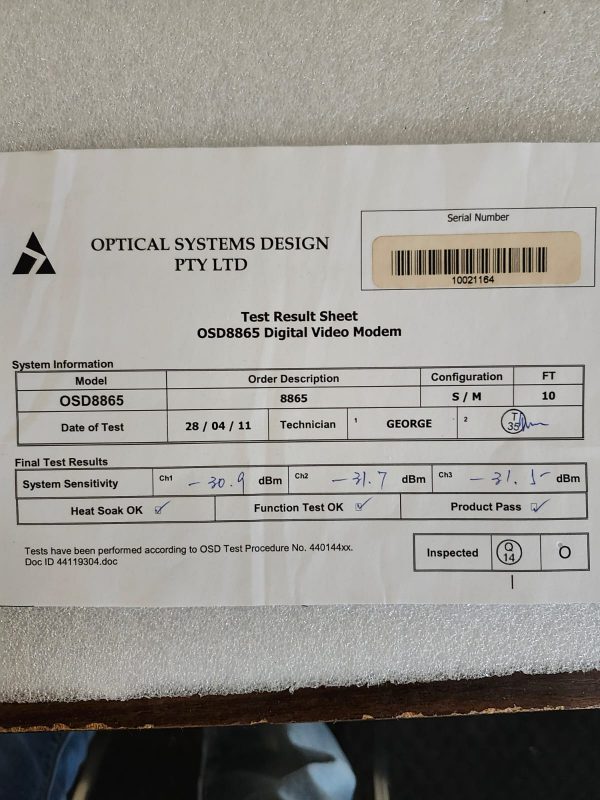 Serial Number
10021164
OPTICAL SYSTEMS DESIGN
PTY LTD
Test Result Sheet
OSD8865 Digital Video Modem
System Information
Model Order Description Configuration FT
OSD8865 8865 S / M 10
Date of Test 28 / 04 / 11 Technician 1 GEORGE 2 T 35
Final Test Results
System Sensitivity Ch1 -30.9 dBm Ch2 -31.7 dBm Ch3 -31.5 dBm
Heat Soak OK Function Test OK Product Pass
Tests have been performed according to OSD Test Procedure No. 440144xx.
Doc ID 44119304.doc
Inspected Q 14 O